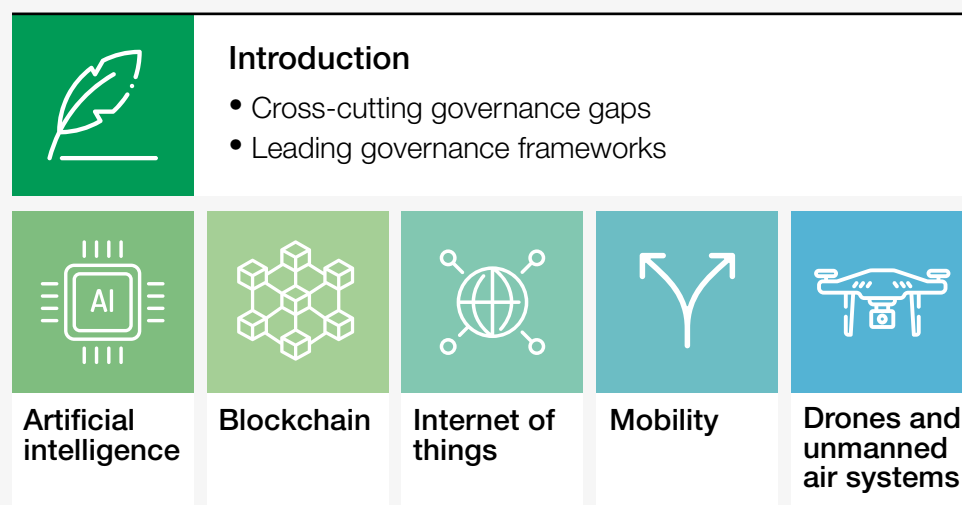 Introduction
• Cross-cutting governance gaps
• Leading governance frameworks
AI
Artificial
intelligence
Blockchain
Internet of
things
Mobility
Drones and
unmanned
air systems